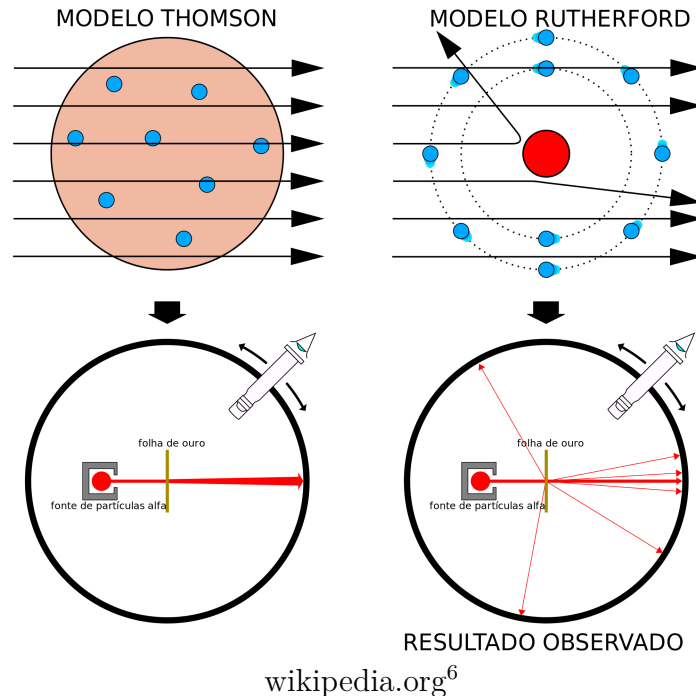 MODELO THOMSON
MODELO RUTHERFORD
folha de ouro
fonte de partículas alfa
folha de ouro
fonte de partículas alfa
RESULTADO OBSERVADO
wikipedia.org⁶